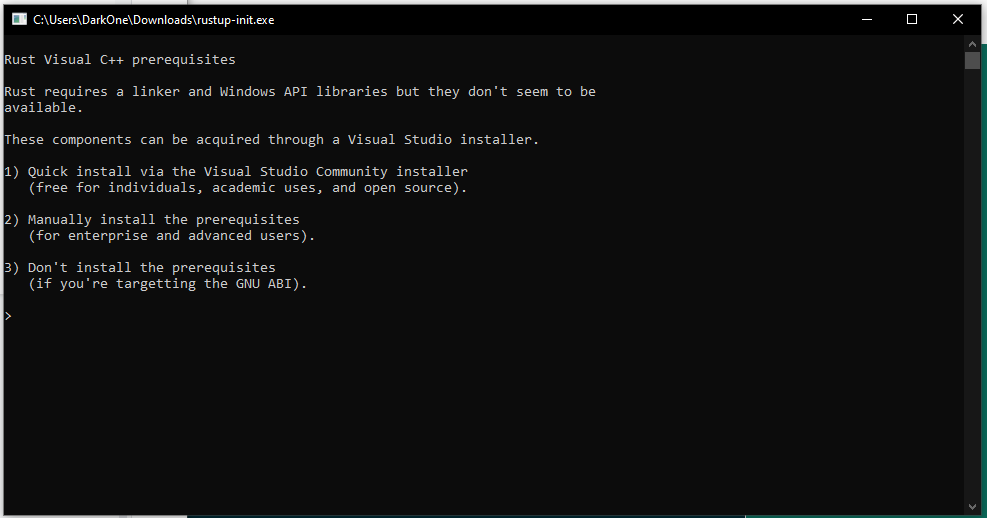 C:\Users\DarkOne\Downloads\rustup-init.exe
Rust Visual C++ prerequisites
Rust requires a linker and Windows API libraries but they don't seem to be
available.
These components can be acquired through a Visual Studio installer.
1) Quick install via the Visual Studio Community installer
(free for individuals, academic uses, and open source).
2) Manually install the prerequisites
(for enterprise and advanced users).
3) Don't install the prerequisites
(if you're targetting the GNU ABI).
>